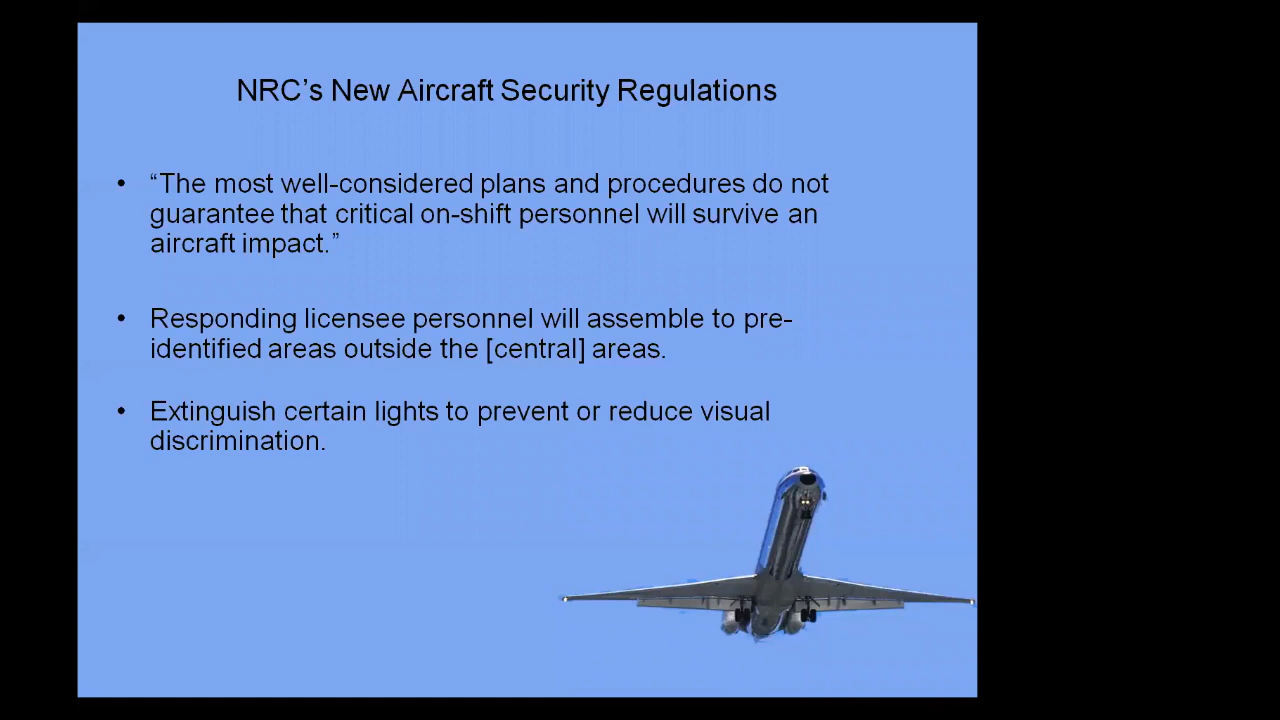 NRC’s New Aircraft Security Regulations
• “The most well-considered plans and procedures do not
guarantee that critical on-shift personnel will survive an
aircraft impact.”
• Responding licensee personnel will assemble to pre-
identified areas outside the [central] areas.
• Extinguish certain lights to prevent or reduce visual
discrimination.